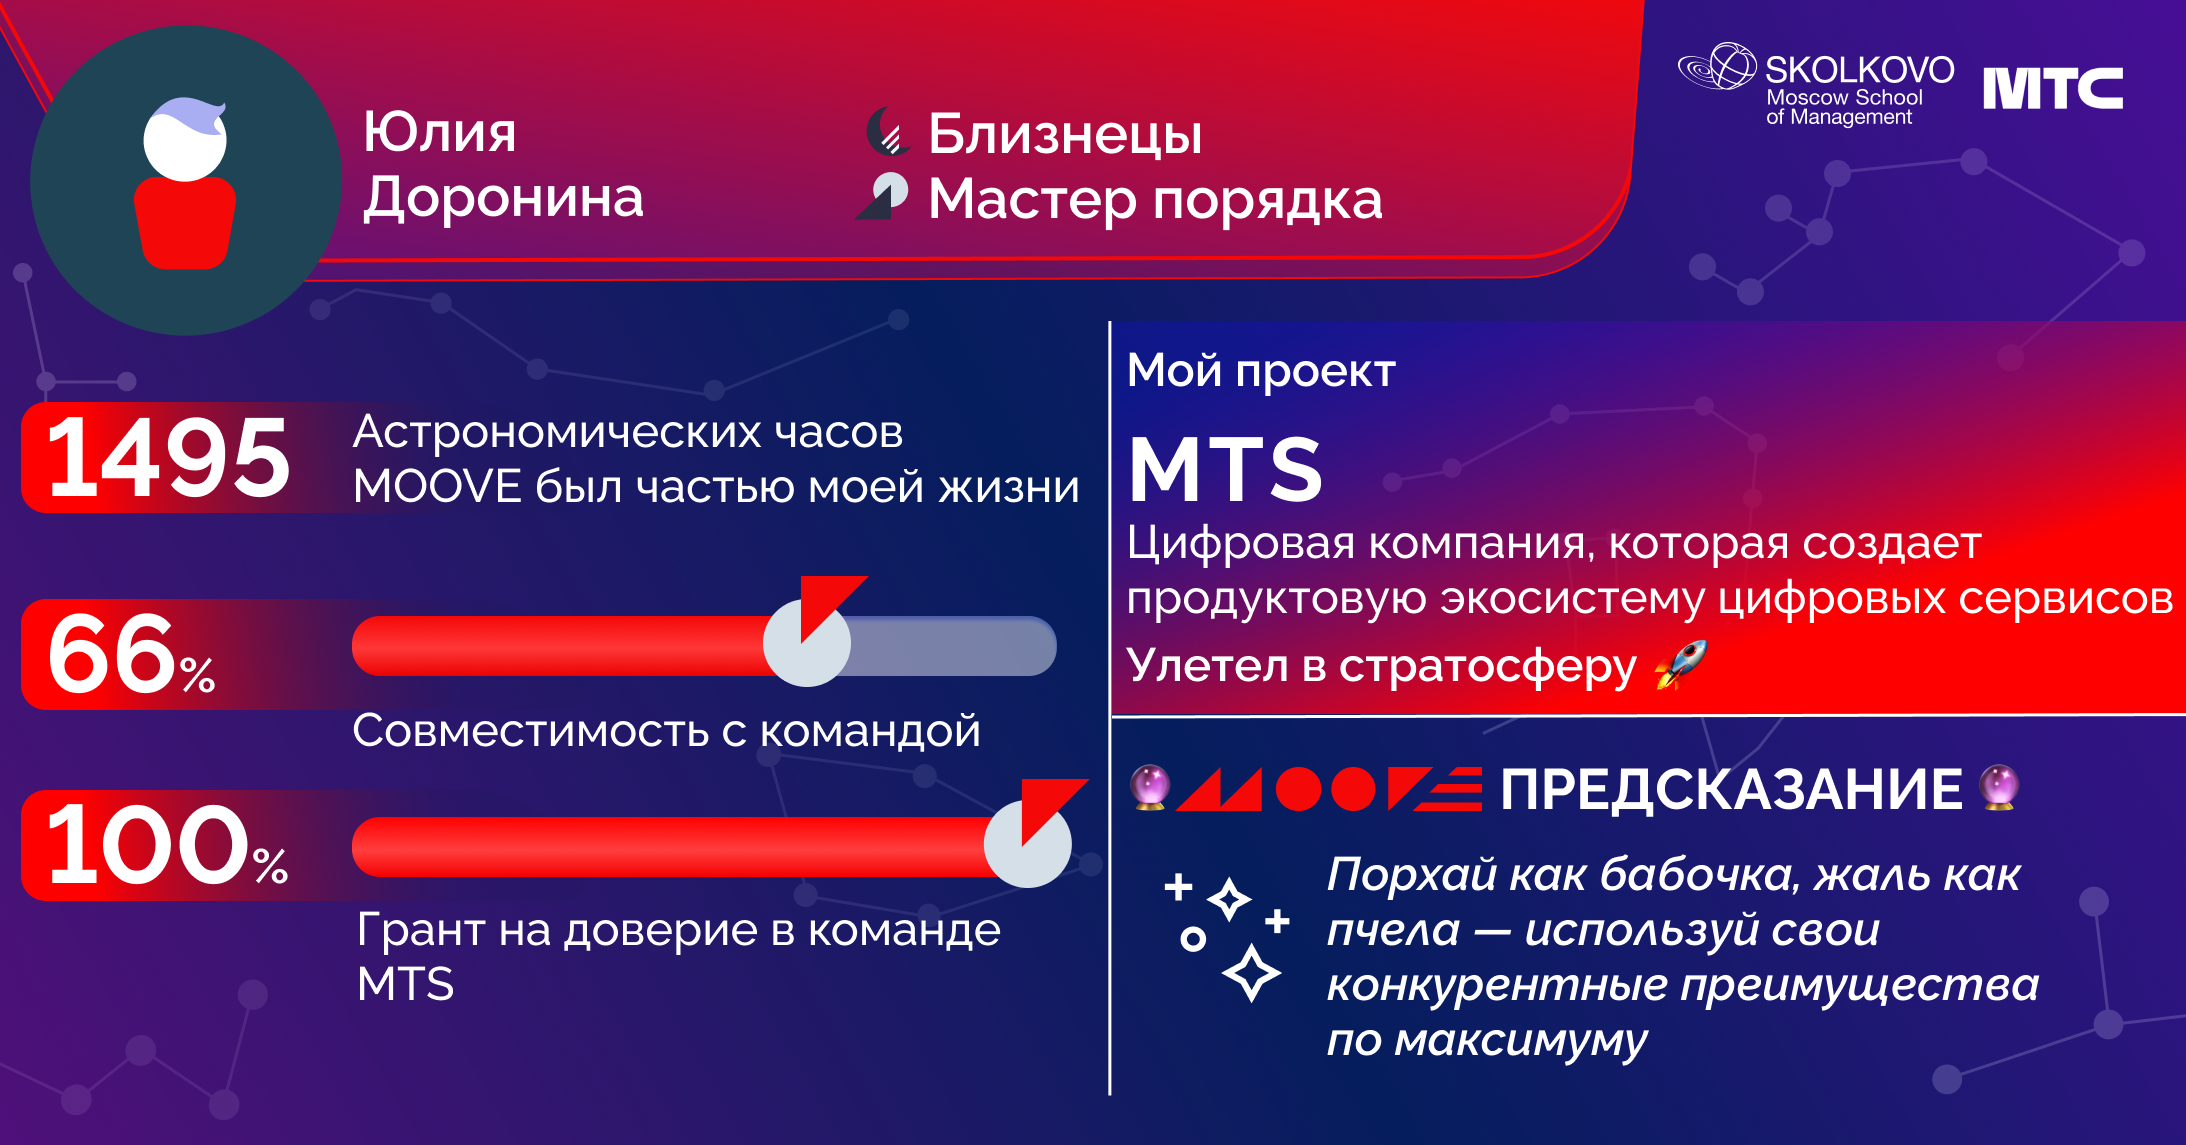 Юлия
Доронина
Близнецы
Мастер порядка
SKOLKOVO
Moscow School
of Management
МТС
1495
Астрономических часов
MOOVE был частью моей жизни
66%
Совместимость с командой
100%
Грант на доверие в команде
MTS
Мой проект
MTS
Цифровая компания, которая создает
продуктовую экосистему цифровых сервисов
Улетел в стратосферу 🚀
🔮 MOOVE ПРЕДСКАЗАНИЕ 🔮
Порхай как бабочка, жаль как
пчела — используй свои
конкурентные преимущества
по максимуму